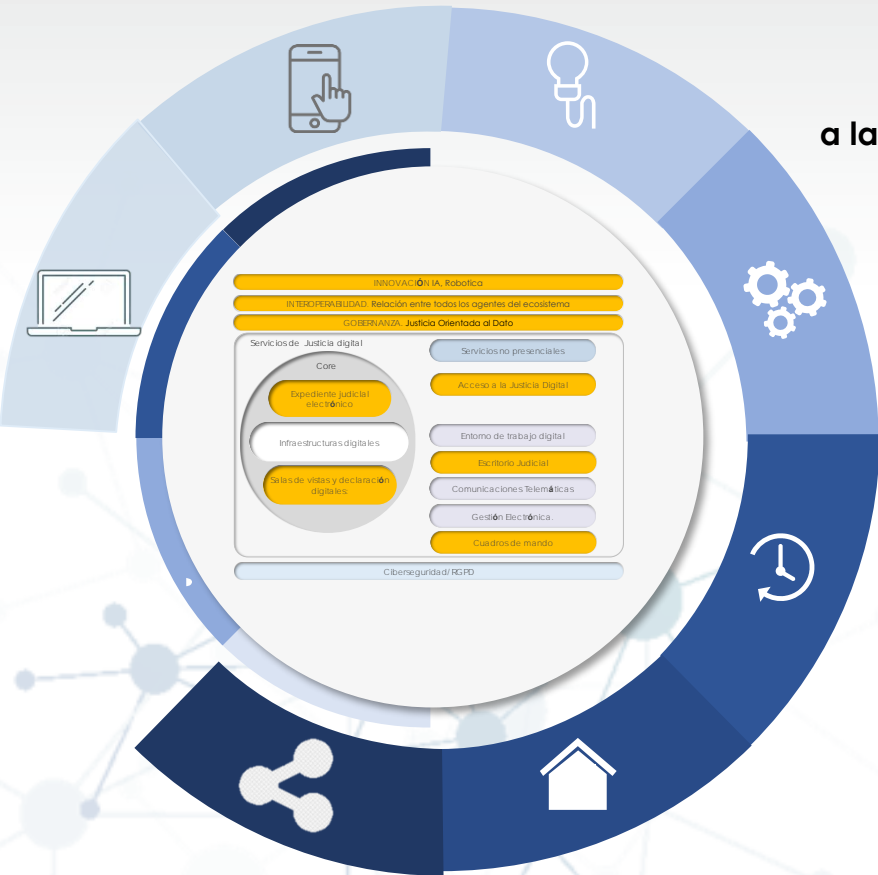 a la
INNOVACIÓN IA, Robotica
INTEROPERABILIDAD. Relación entre todos los agentes del ecosistema
GOBERNANZA. Justicia Orientada al Dato
Servicios de Justicia digital
Core
Expediente judicial
electrónico
Infraestructuras digitales
Salas de vistas y declaración
digitales.
Servicios no presenciales
Acceso a la Justicia Digital
Entorno de trabajo digital
Escritorio Judicial
Comunicaciones Telemáticas
Gestión Electrónica.
Cuadros de mando
Ciberseguridad/RGPD